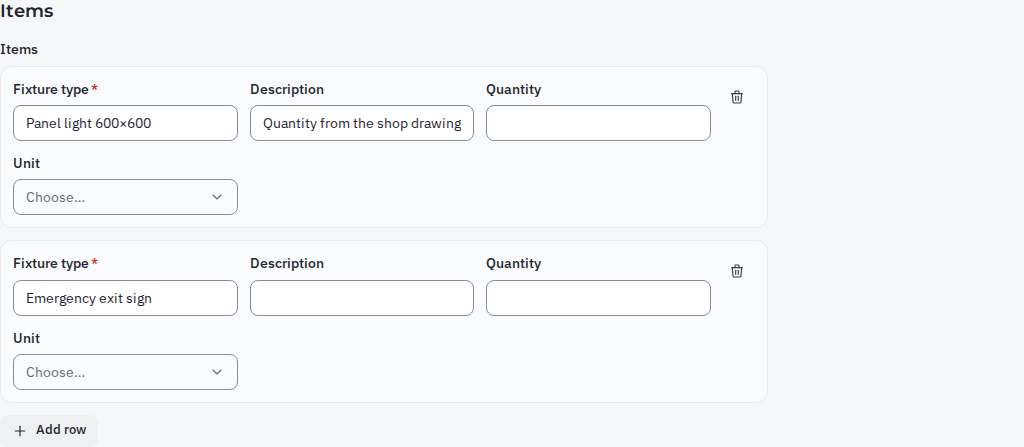 Items
Items
Fixture type * Description Quantity
Panel light 600×600 Quantity from the shop drawing
Unit
Choose...
Fixture type * Description Quantity
Emergency exit sign
Unit
Choose...
Add row